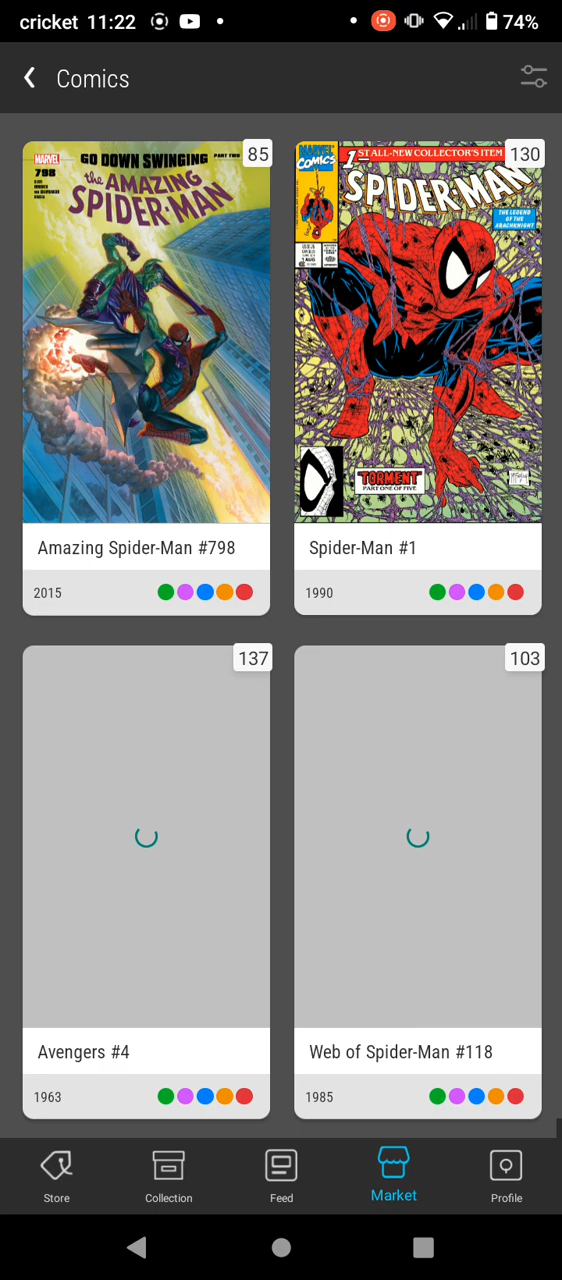 cricket 11:22
74%
Comics
85
MARVEL
GO DOWN SWINGING PART TWO
798
the AMAZING
SPIDER-MAN
130
MARVEL
COMICS
1ST ALL-NEW COLLECTOR'S ITEM
SPIDER-MAN
THE LEGEND
OF THE
ARACHKNIGHT
TORMENT
PART ONE OF FIVE
Amazing Spider-Man #798
2015
Spider-Man #1
1990
137
103
Avengers #4
1963
Web of Spider-Man #118
1985
Store
Collection
Feed
Market
Profile